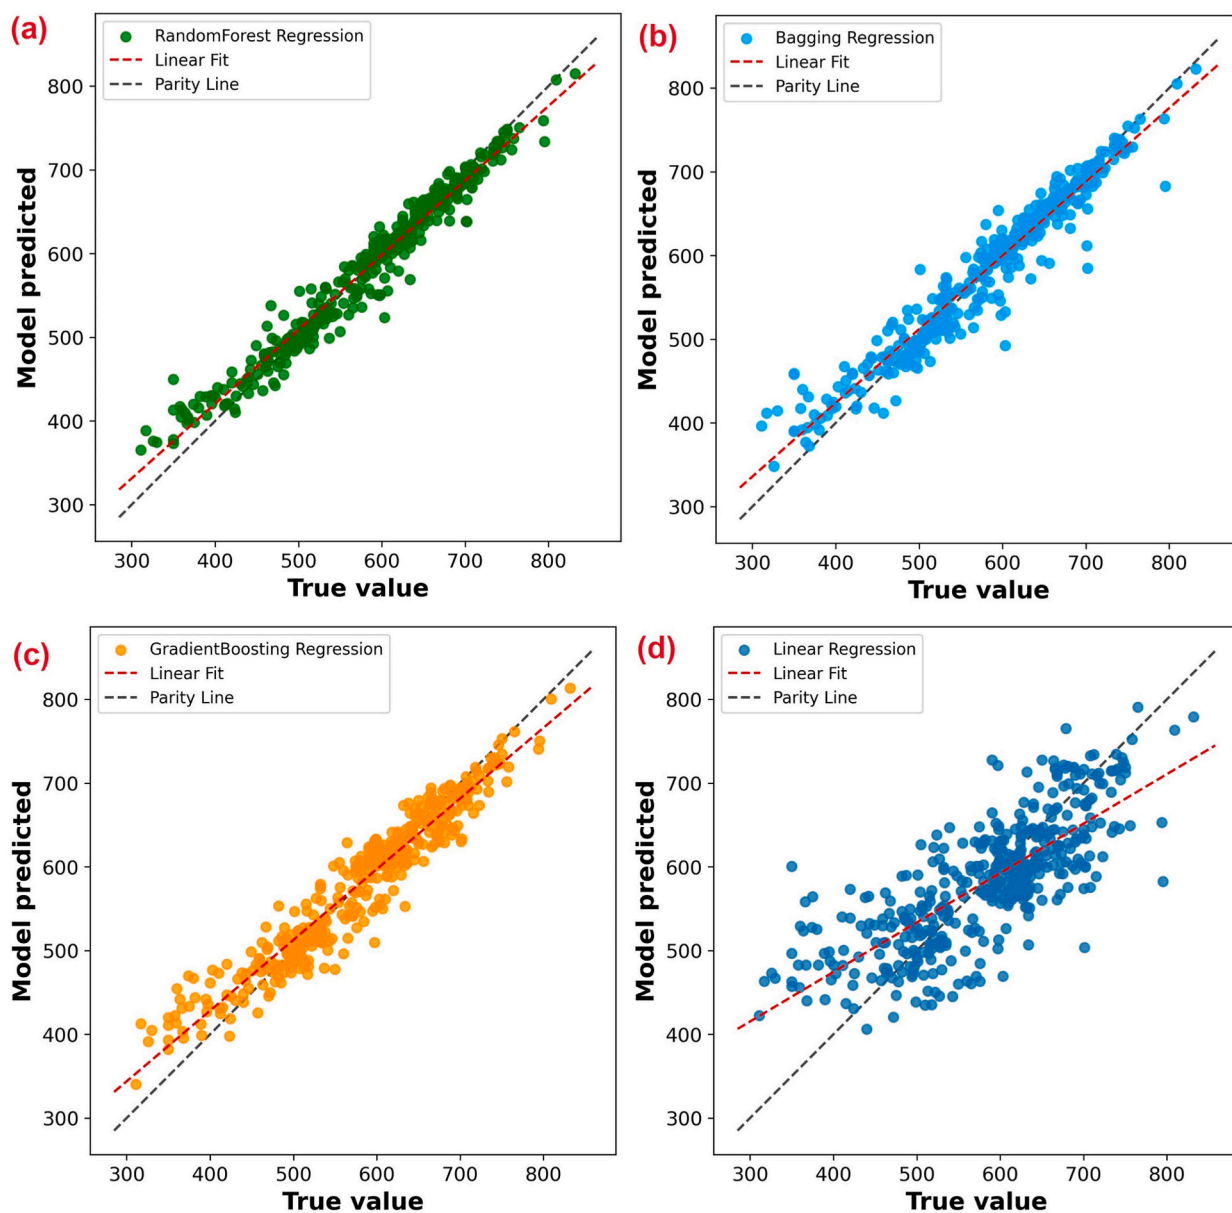 (a)
RandomForest Regression
Linear Fit
Parity Line
800
700
600
500
400
300
Model predicted
300 400 500 600 700 800
True value
(b)
Bagging Regression
Linear Fit
Parity Line
800
700
600
500
400
300
Model predicted
300 400 500 600 700 800
True value
(c)
GradientBoosting Regression
Linear Fit
Parity Line
800
700
600
500
400
300
Model predicted
300 400 500 600 700 800
True value
(d)
Linear Regression
Linear Fit
Parity Line
800
700
600
500
400
300
Model predicted
300 400 500 600 700 800
True value